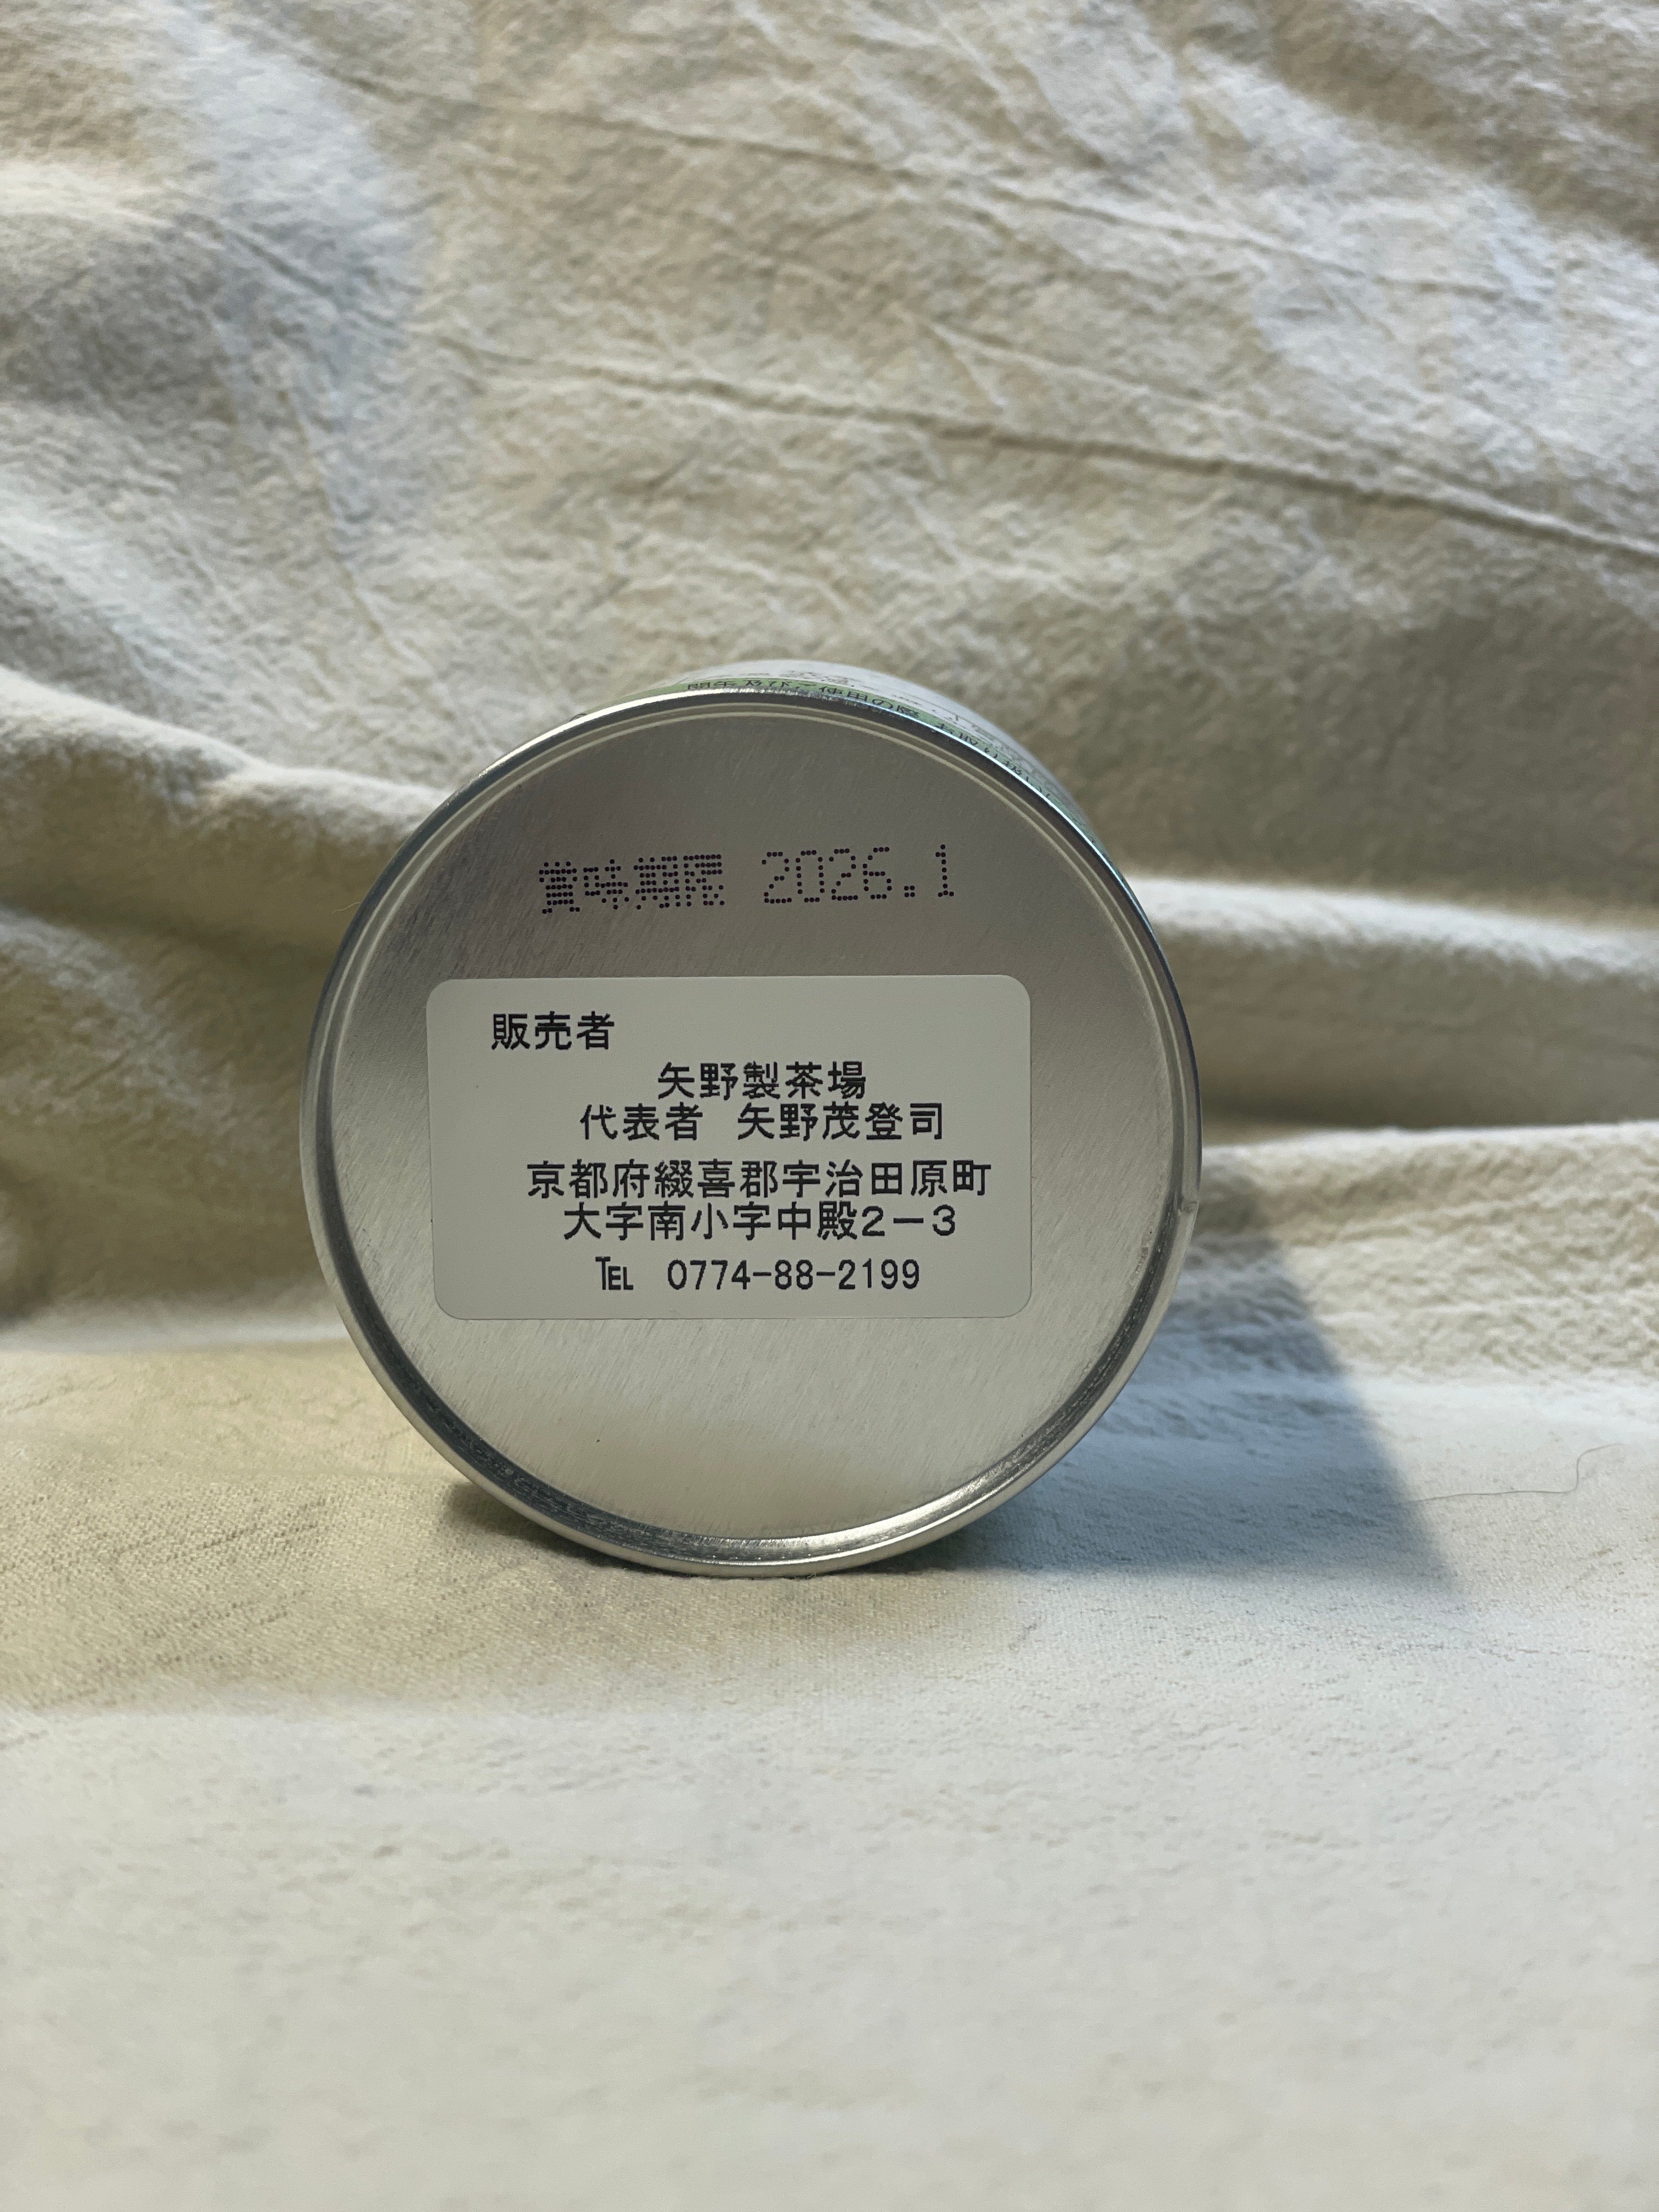 賞味期限 2026.1
販売者
矢野製茶場
代表者 矢野茂登司
京都府綴喜郡宇治田原町
大字南小字中殿2－3
℡ 0774-88-2199